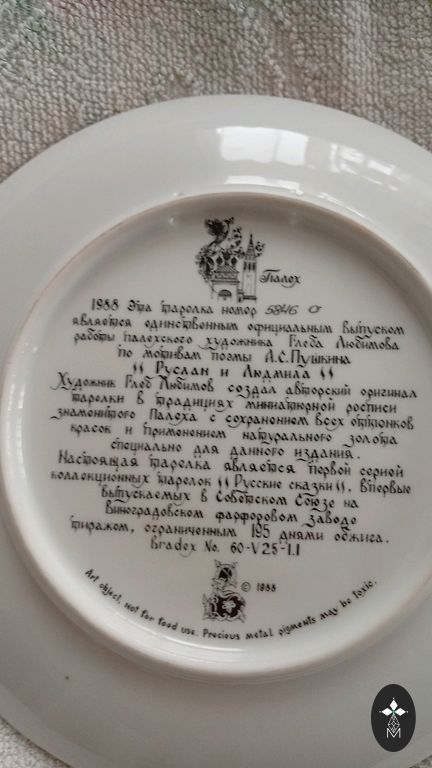 Палех
1988 Эта тарелка номер 5846 G
является единственным официальным выпуском
работы палехского художника Глеба Любимова
по мотивам поэмы А.С.Пушкина
"Руслан и Людмила"
Художник Глеб Любимов создал авторский оригинал
тарелки в традициях миниатюрной росписи
знаменитого Палеха с сохранением всех оттенков
красок и применением натурального золота
специально для данного издания.
Настоящая тарелка является первой серией
коллекционных тарелок "Русские сказки", впервые
выпускаемых в Советском Союзе на
Виноградовском фарфоровом заводе
тиражом, ограниченным 195 днями обжига.
Bradex No. 60-V25-1.1
© 1988
Art object, not for food use. Precious metal pigments may be toxic.
M